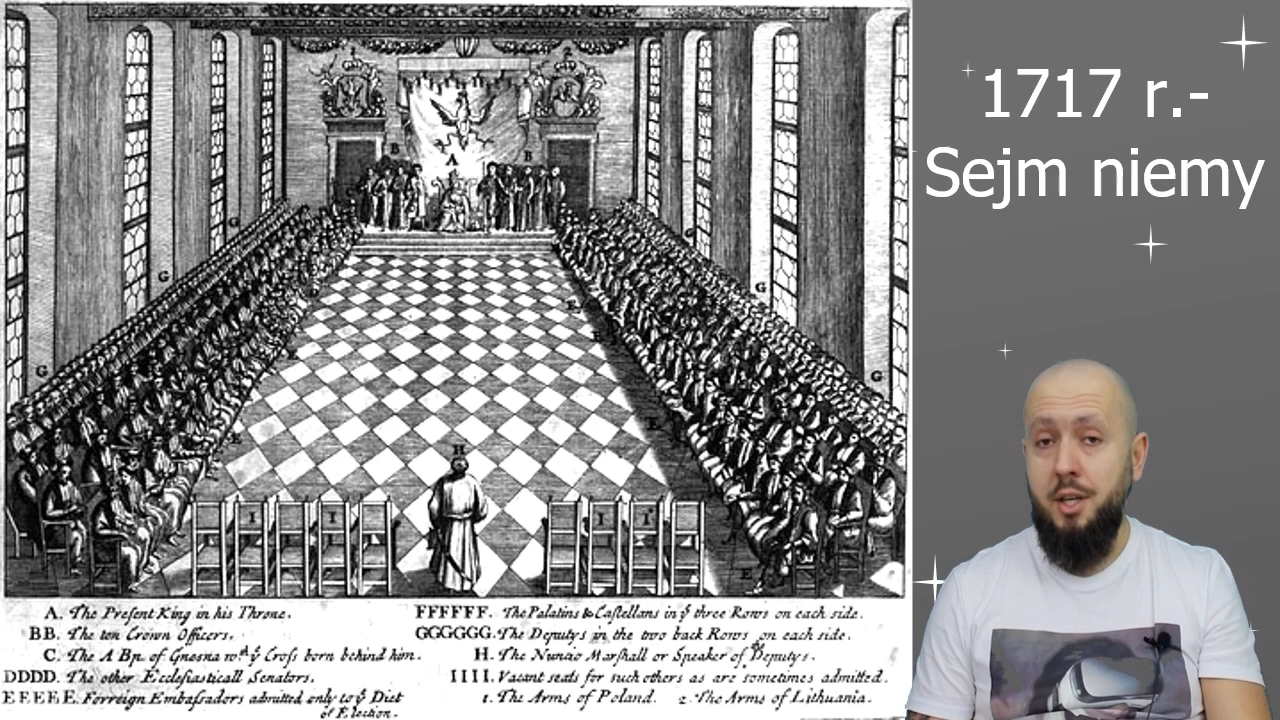 1717 r.-
Sejm niemy
1
2
B
A
B
G
G
G
G
G
G
E
E
E
E
H
I
I
I
I
A. The Present King in his Throne.
BB. The ten Crown Officers.
C. The A Bp. of Gnesna wth ẏ Cross born behind him.
DDDD. The other Ecclesiasticall Senators.
EEEEE. Forreign Embassadors admitted only to ẏ Diet
of Election.
FFFFFF. The Palatins & Castellans in ẏ three Rows on each side.
GGGGGG. The Deputys in the two back Rows on each side.
H. The Nuncio Marshall or Speaker of ẏe Deputys.
IIII. Vacant seats for such others as are sometimes admitted.
1. The Arms of Poland. 2. The Arms of Lithuania.